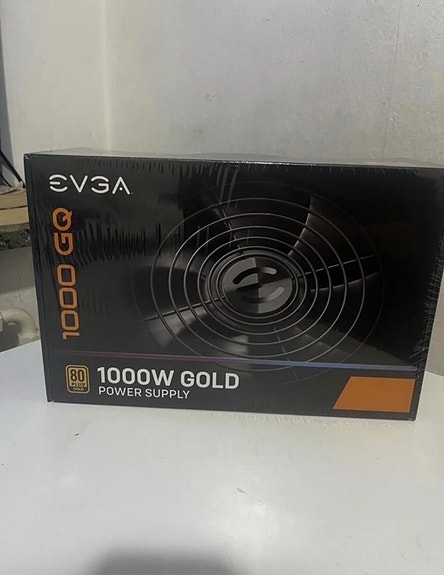 EVGA
1000 GQ
80
PLUS
GOLD
1000W GOLD
POWER SUPPLY